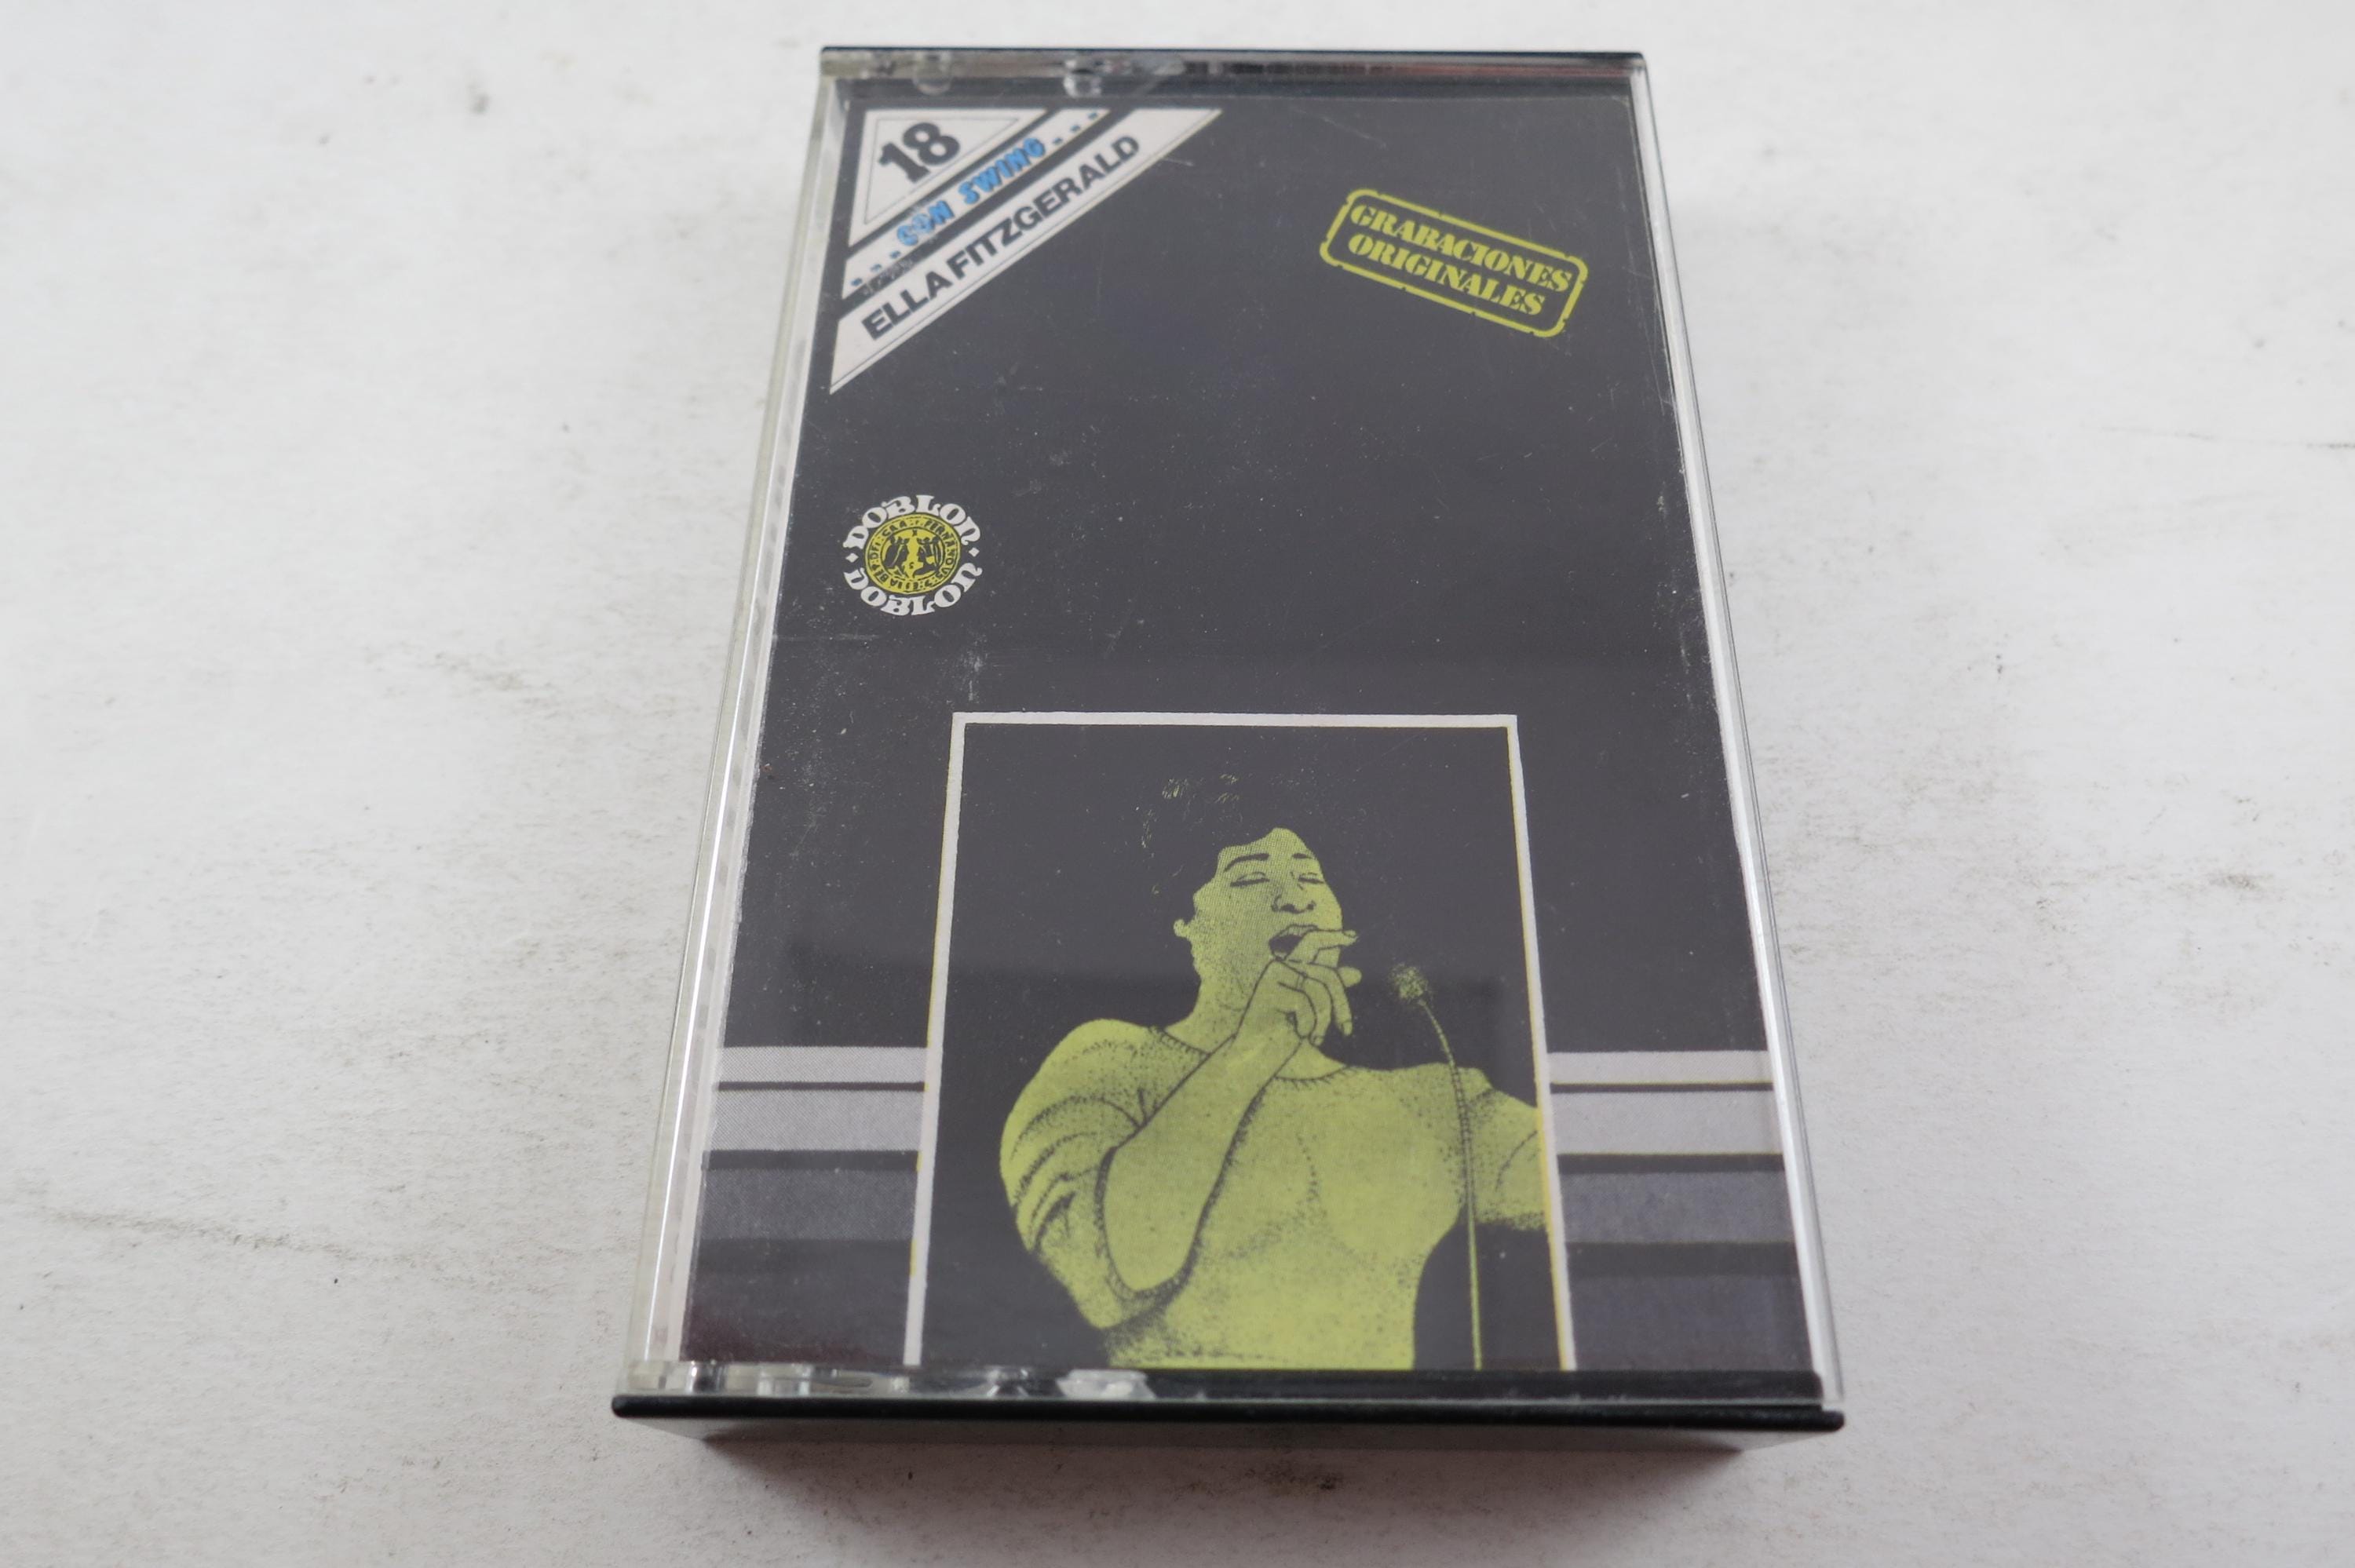 18
...CON SWING...
ELLA FITZGERALD
GRABACIONES
ORIGINALES
DOBLON
DOBLON